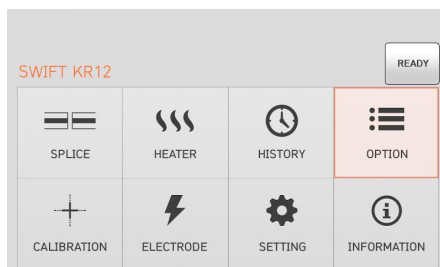 READY
SWIFT KR12
SPLICE HEATER HISTORY OPTION
CALIBRATION ELECTRODE SETTING INFORMATION